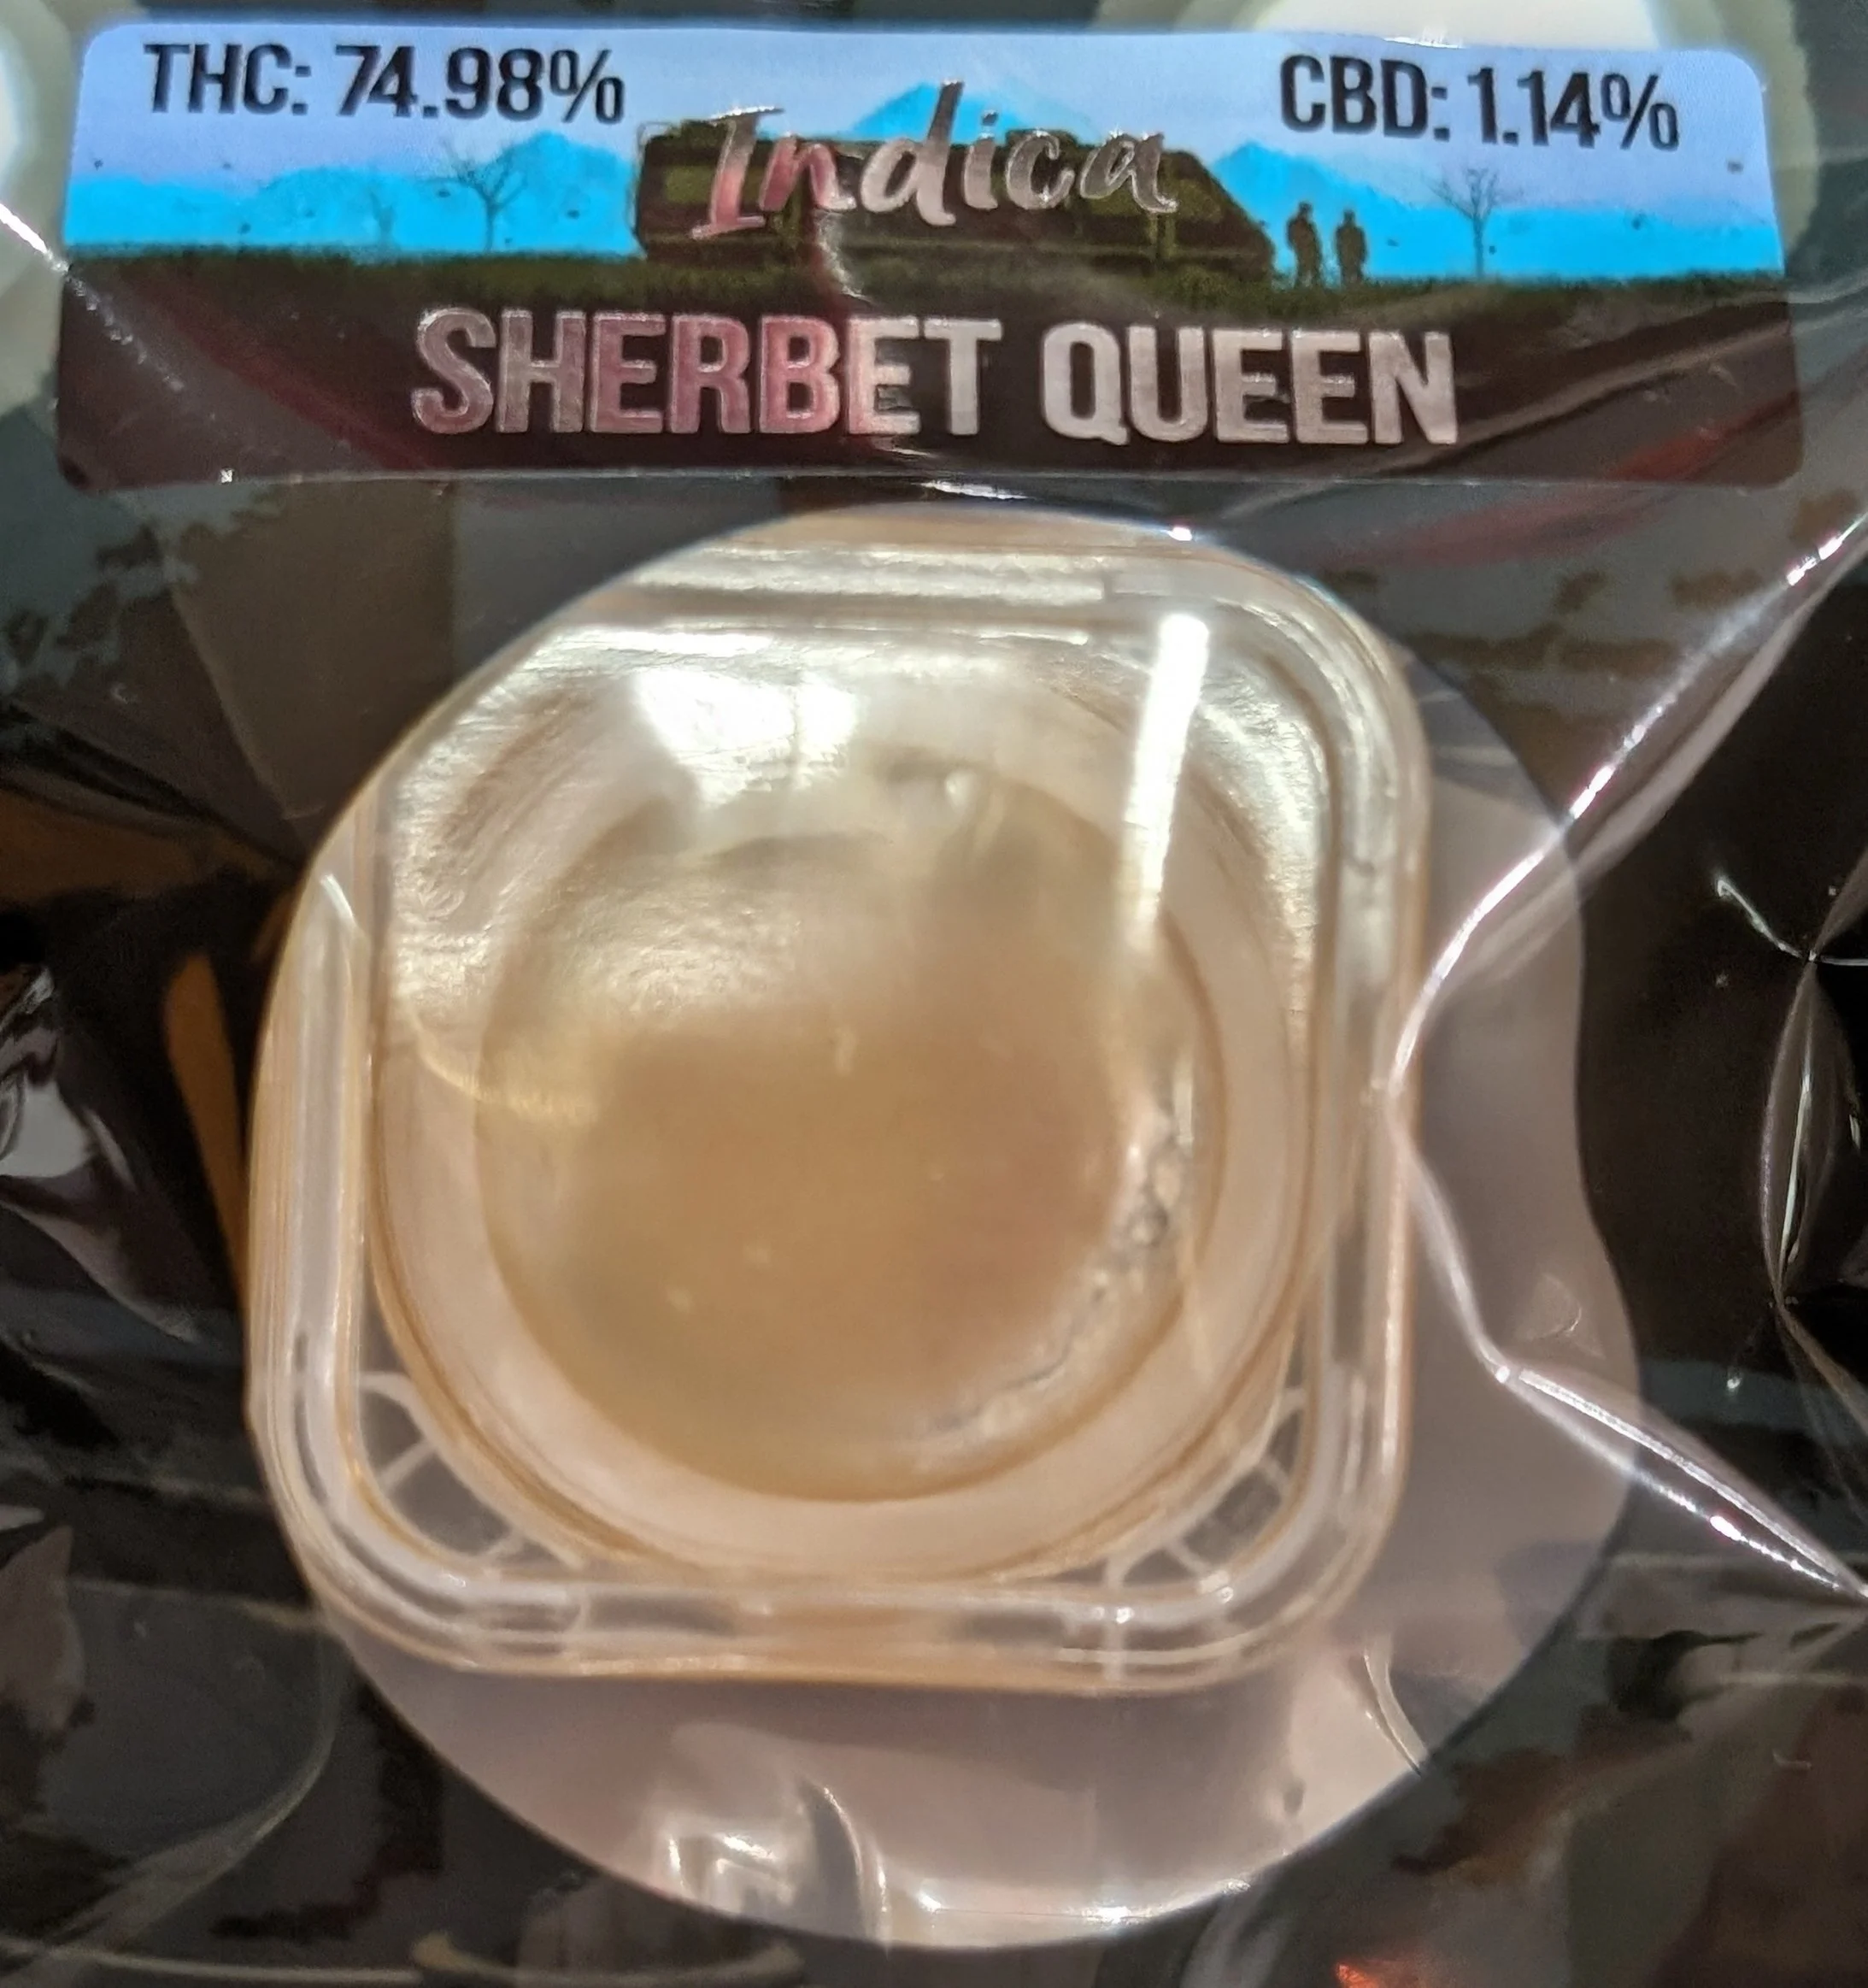 THC: 74.98%
CBD: 1.14%
Indica
SHERBET QUEEN